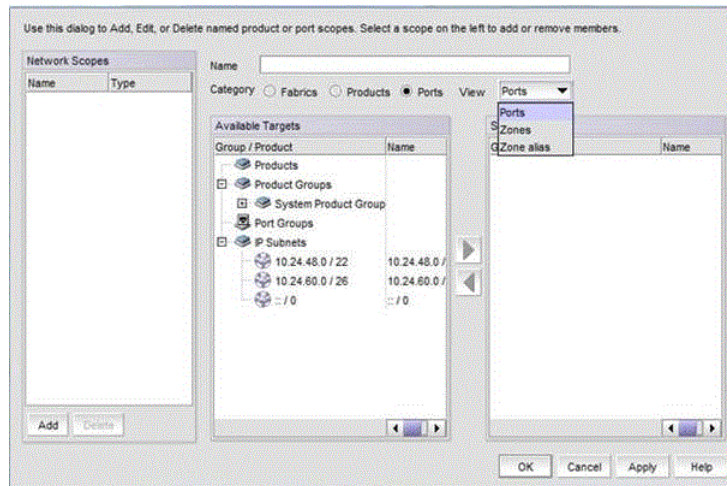 Use this dialog to Add, Edit, or Delete named product or port scopes. Select a scope on the left to add or remove members.
Network Scopes
Name Type
Name
Category Fabrics Products Ports View Ports
Ports
Zones
Zone alias
Available Targets
Group / Product Name
Name
Products
Product Groups
System Product Group
Port Groups
IP Subnets
10.24.48.0 / 22 10.24.48.0 /
10.24.60.0 / 26 10.24.60.0 /
:: / 0 :: / 0
Add Delete
OK Cancel Apply Help